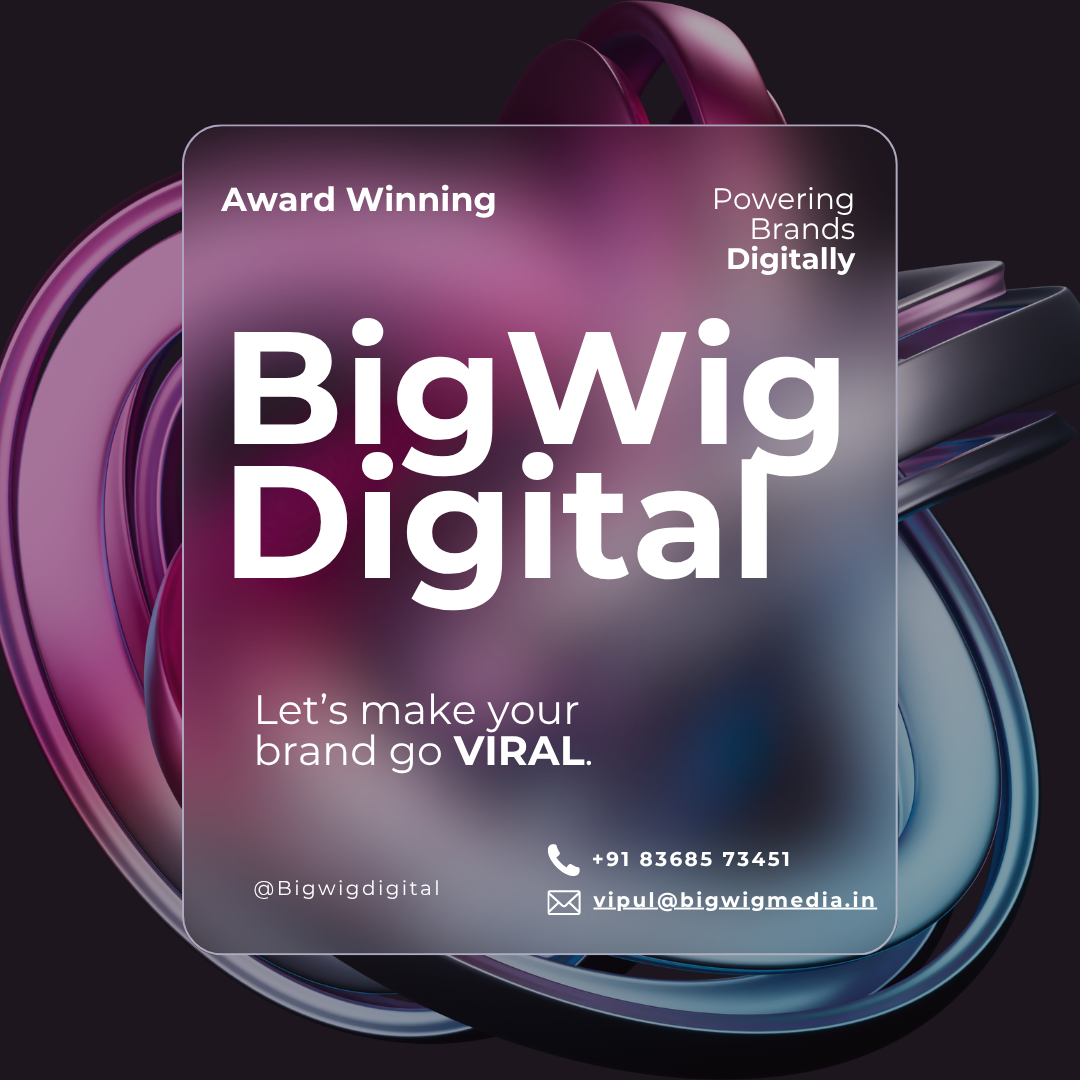 Award Winning
Powering
Brands
Digitally
BigWig
Digital
Let’s make your
brand go VIRAL.
@Bigwigdigital
+91 83685 73451
vipul@bigwigmedia.in